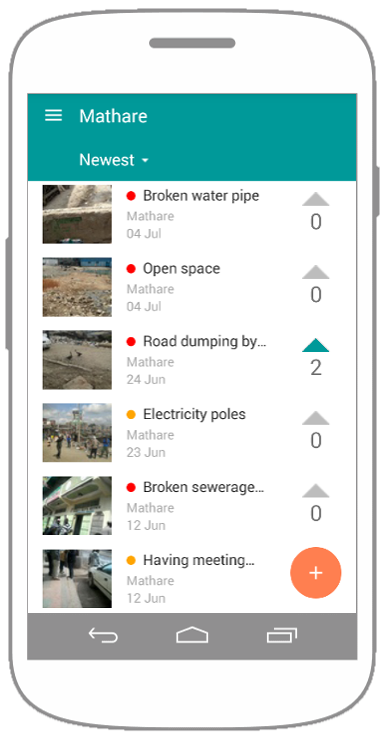 Mathare
Newest
Broken water pipe
Mathare
04 Jul
0
Open space
Mathare
04 Jul
0
Road dumping by...
Mathare
24 Jun
2
Electricity poles
Mathare
23 Jun
0
Broken sewerage...
Mathare
12 Jun
0
Having meeting...
Mathare
12 Jun
+